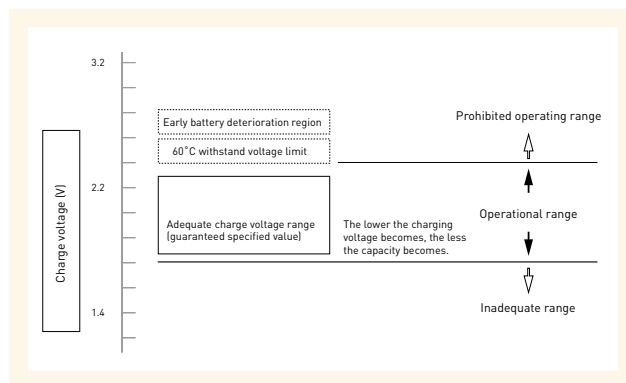 3.2
Early battery deterioration region
Prohibited operating range
60˚C withstand voltage limit
2.2
Charge voltage (V)
Adequate charge voltage range
(guaranteed specified value)
The lower the charging
voltage becomes, the less
the capacity becomes.
Operational range
1.4
Inadequate range